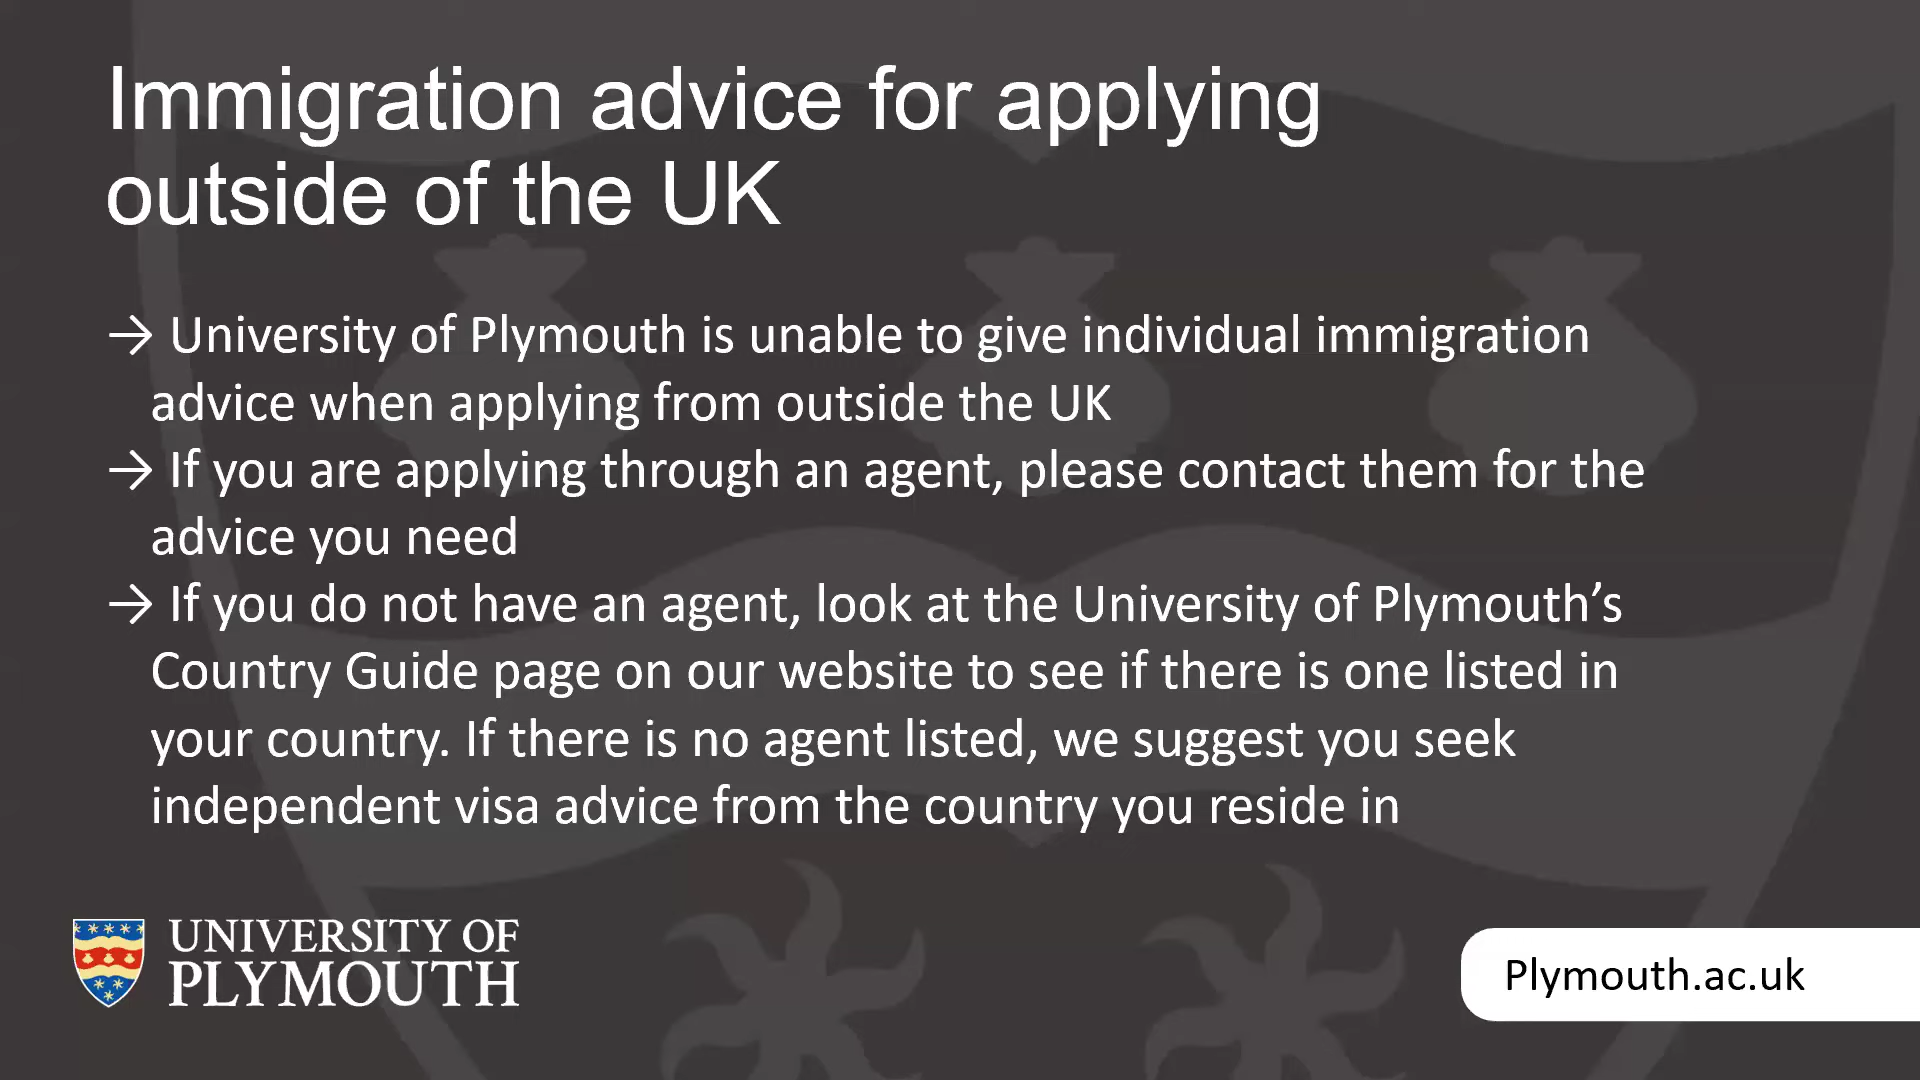 Immigration advice for applying
outside of the UK
→ University of Plymouth is unable to give individual immigration
advice when applying from outside the UK
→ If you are applying through an agent, please contact them for the
advice you need
→ If you do not have an agent, look at the University of Plymouth’s
Country Guide page on our website to see if there is one listed in
your country. If there is no agent listed, we suggest you seek
independent visa advice from the country you reside in
UNIVERSITY OF
PLYMOUTH
Plymouth.ac.uk